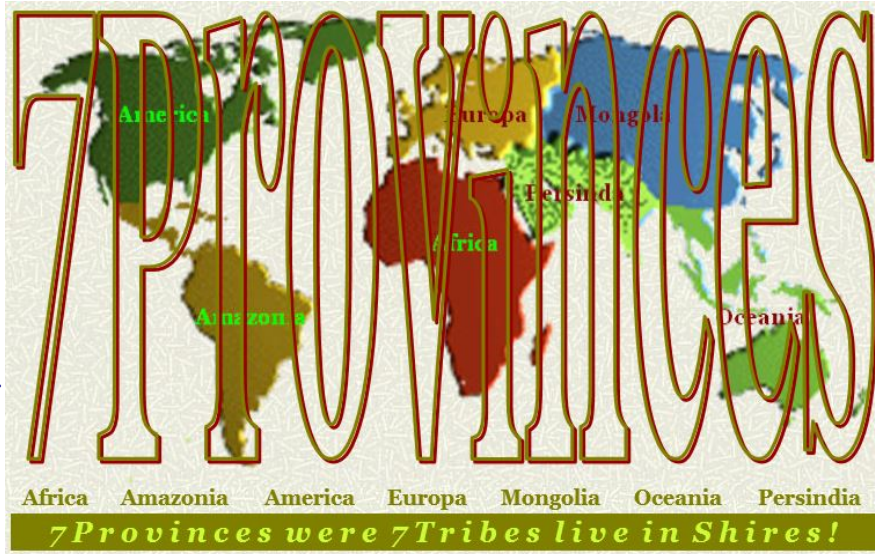 7Provinces
America
Europa Mongolia
Persindia
Africa
Amazonia Oceania
Africa Amazonia America Europa Mongolia Oceania Persindia
7Provinces were 7Tribes live in Shires!